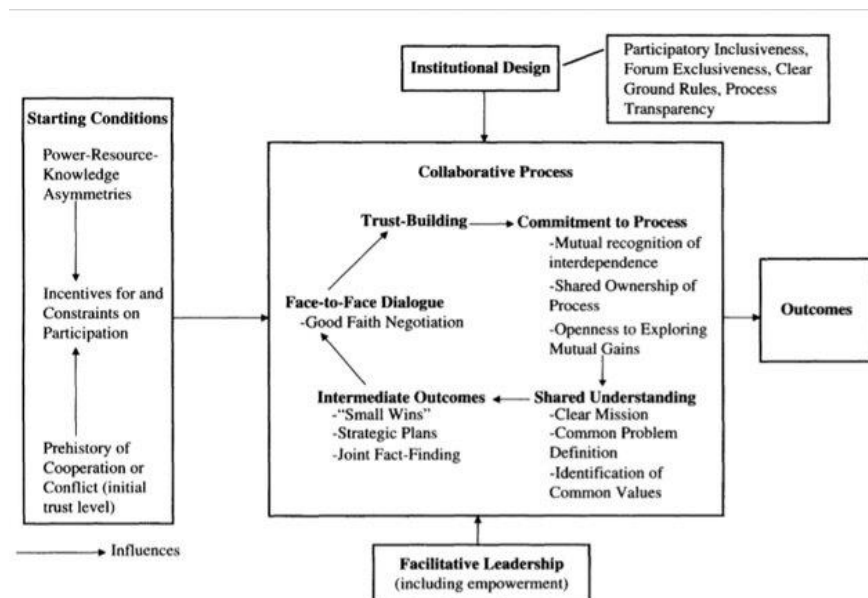 Institutional Design
Participatory Inclusiveness,
Forum Exclusiveness, Clear
Ground Rules, Process
Transparency
Starting Conditions
Power-Resource-
Knowledge
Asymmetries
Incentives for and
Constraints on
Participation
Prehistory of
Cooperation or
Conflict (initial
trust level)
Influences
Collaborative Process
Trust-Building
Commitment to Process
-Mutual recognition of
interdependence
-Shared Ownership of
Process
-Openness to Exploring
Mutual Gains
Face-to-Face Dialogue
-Good Faith Negotiation
Intermediate Outcomes
-“Small Wins”
-Strategic Plans
-Joint Fact-Finding
Shared Understanding
-Clear Mission
-Common Problem
Definition
-Identification of
Common Values
Outcomes
Facilitative Leadership
(including empowerment)